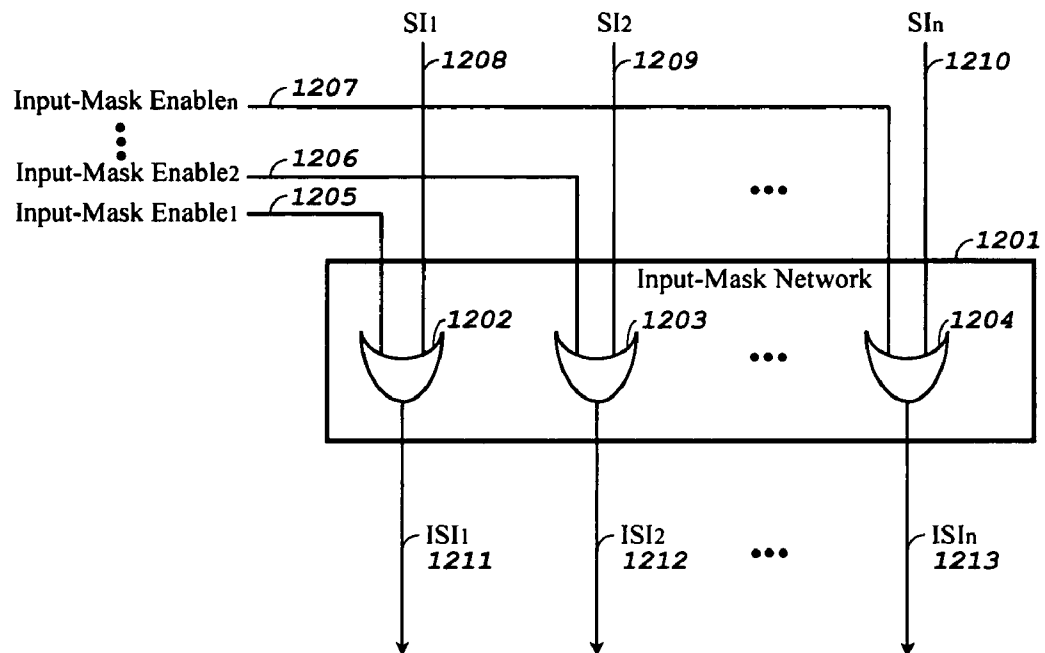 SI1 SI2 SIn
1208 1209 1210
Input-Mask Enablen 1207
Input-Mask Enable2 1206
Input-Mask Enable1 1205
1201
Input-Mask Network
1202 1203 1204
ISI1 ISI2 ISIn
1211 1212 1213